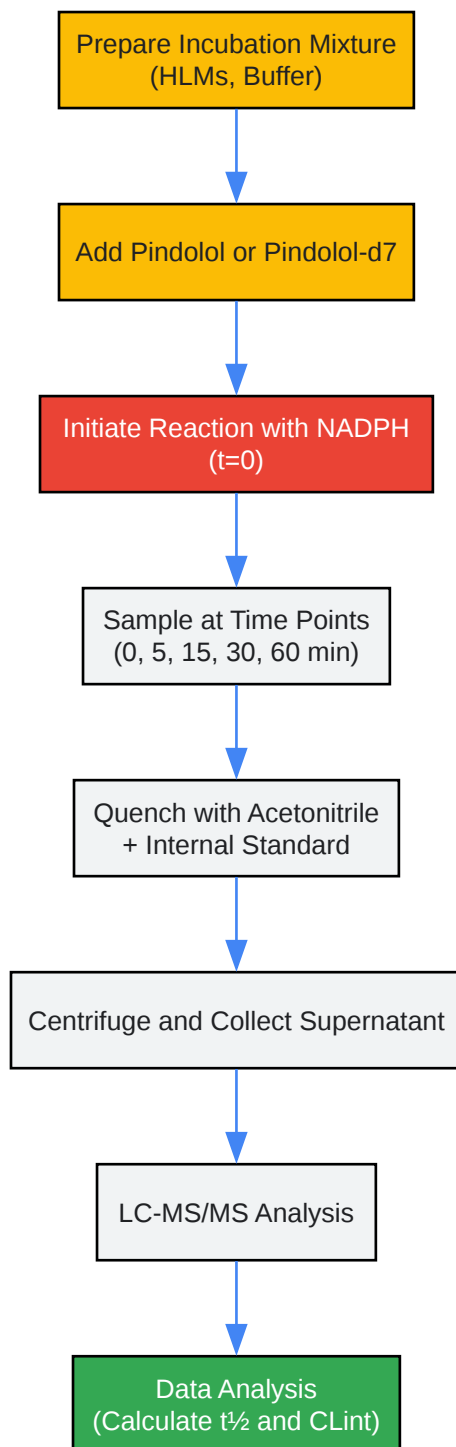 Prepare Incubation Mixture
(HLMs, Buffer)
Add Pindolol or Pindolol-d7
Initiate Reaction with NADPH
(t=0)
Sample at Time Points
(0, 5, 15, 30, 60 min)
Quench with Acetonitrile
+ Internal Standard
Centrifuge and Collect Supernatant
LC-MS/MS Analysis
Data Analysis
(Calculate t½ and CLint)